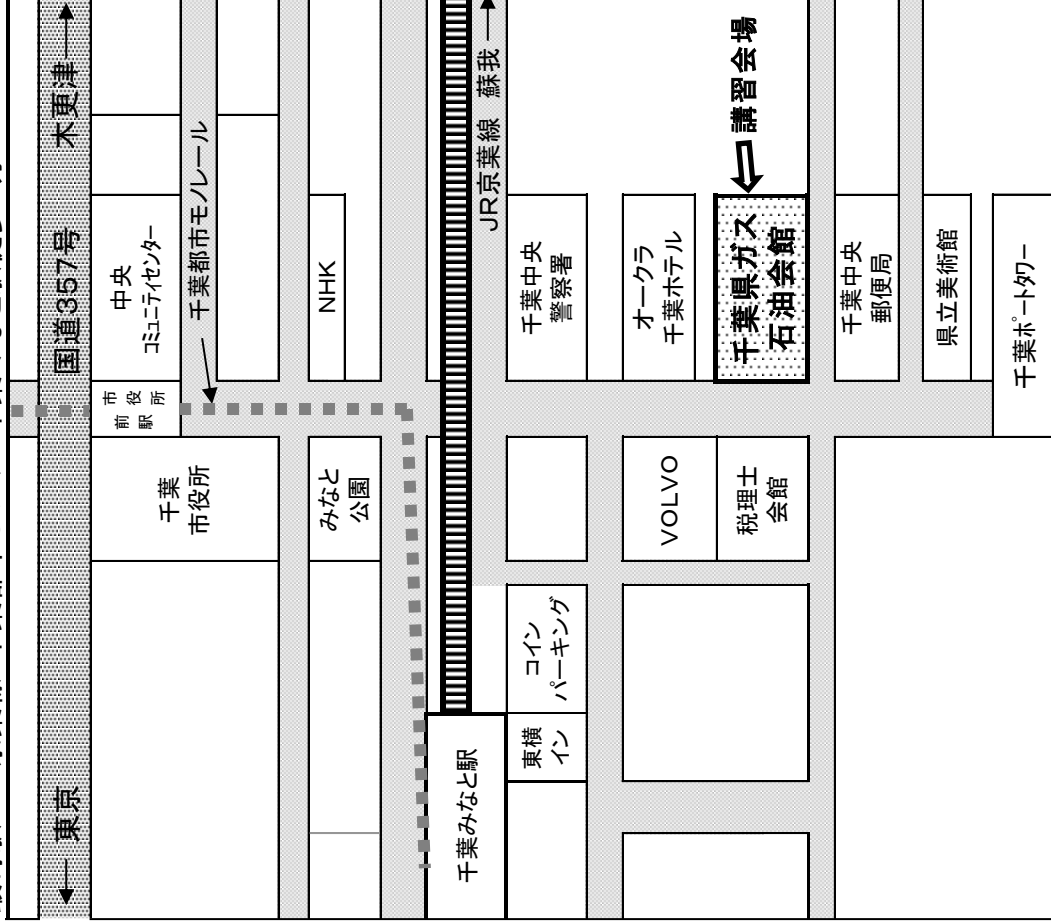 ← 東京
国道357号
木更津 →
千葉
市役所
市役所
前駅
中央
コミュニティセンター
千葉都市モノレール
みなと
公園
NHK
千葉みなと駅
JR京葉線 蘇我 →
東横
イン
コイン
パーキング
千葉中央
警察署
VOLVO
オークラ
千葉ホテル
税理士
会館
千葉県ガス
石油会館
講習会場
千葉中央
郵便局
県立美術館
千葉ポートタワー